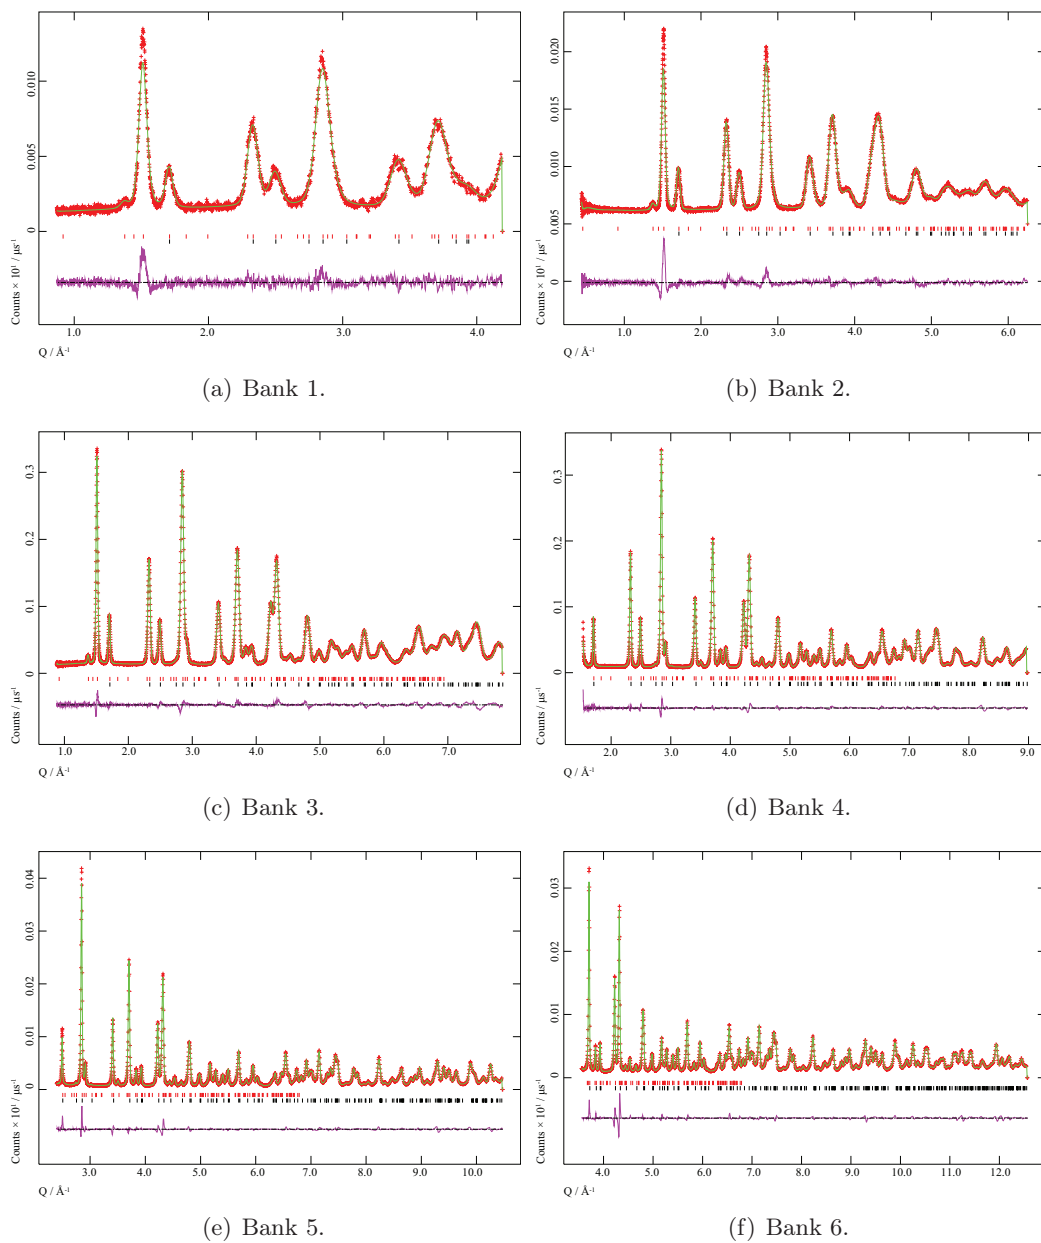 0.010
0.005
0
Counts × 10¹ / μs⁻¹
1.0 2.0 3.0 4.0
Q / Å⁻¹
(a) Bank 1.
0.020
0.015
0.010
0.005
0
Counts × 10¹ / μs⁻¹
1.0 2.0 3.0 4.0 5.0 6.0
Q / Å⁻¹
(b) Bank 2.
0.3
0.2
0.1
0
Counts / μs⁻¹
1.0 2.0 3.0 4.0 5.0 6.0 7.0
Q / Å⁻¹
(c) Bank 3.
0.3
0.2
0.1
0
Counts / μs⁻¹
2.0 3.0 4.0 5.0 6.0 7.0 8.0 9.0
Q / Å⁻¹
(d) Bank 4.
0.04
0.03
0.02
0.01
0
Counts × 10¹ / μs⁻¹
3.0 4.0 5.0 6.0 7.0 8.0 9.0 10.0
Q / Å⁻¹
(e) Bank 5.
0.03
0.02
0.01
0
Counts × 10¹ / μs⁻¹
4.0 5.0 6.0 7.0 8.0 9.0 10.0 11.0 12.0
Q / Å⁻¹
(f) Bank 6.